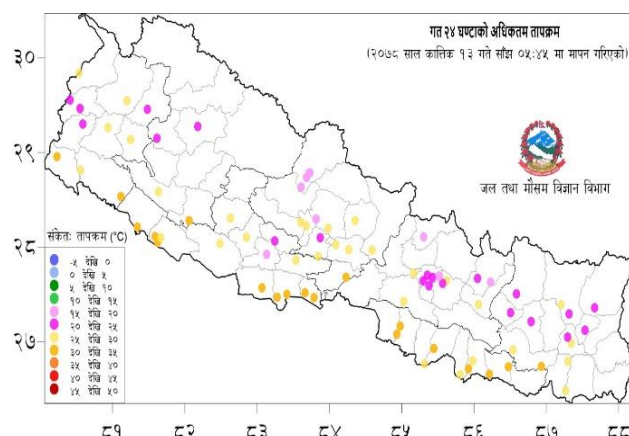 गत २४ घण्टाको अधिकतम तापक्रम
(२०७८ साल कात्तिक १३ गते साँझ ०५:४५ मा मापन गरिएको)
जल तथा मौसम विज्ञान विभाग
३०
२९
२८
२७
संकेतः तापक्रम (°C)
-५ देखि ०
० देखि ५
५ देखि १०
१० देखि १५
१५ देखि २०
२० देखि २५
२५ देखि ३०
३० देखि ३५
३५ देखि ४०
४० देखि ४५
४५ देखि ५०
८१ ८२ ८३ ८४ ८५ ८६ ८७ ८८